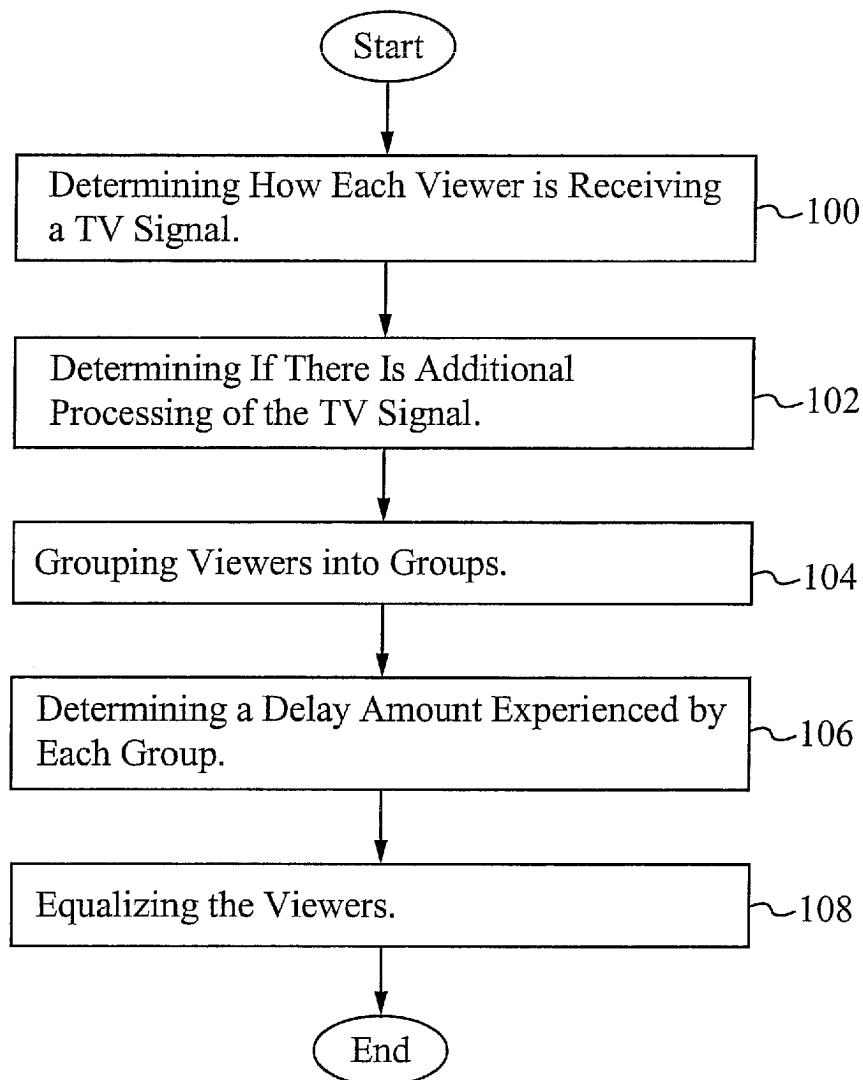 Start
Determining How Each Viewer is Receiving
a TV Signal.
100
Determining If There Is Additional
Processing of the TV Signal.
102
Grouping Viewers into Groups.
104
Determining a Delay Amount Experienced by
Each Group.
106
Equalizing the Viewers.
108
End